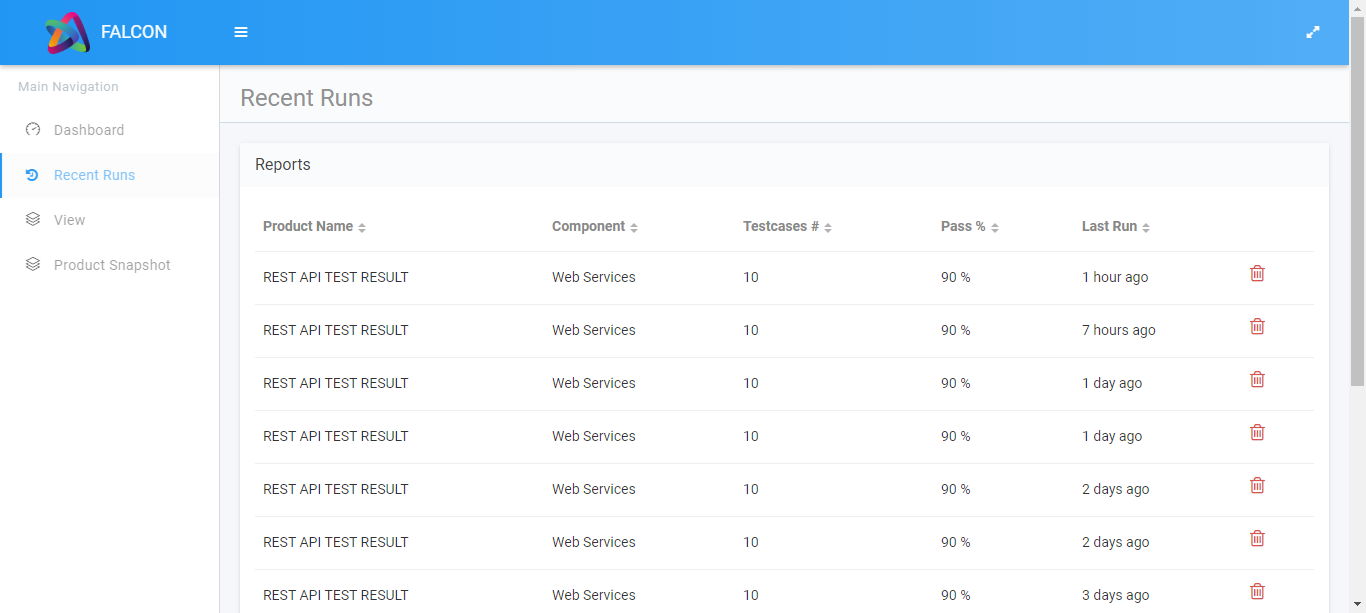 FALCON
Main Navigation
Dashboard
Recent Runs
View
Product Snapshot
Recent Runs
Reports
Product Name Component Testcases # Pass % Last Run
REST API TEST RESULT Web Services 10 90 % 1 hour ago
REST API TEST RESULT Web Services 10 90 % 7 hours ago
REST API TEST RESULT Web Services 10 90 % 1 day ago
REST API TEST RESULT Web Services 10 90 % 1 day ago
REST API TEST RESULT Web Services 10 90 % 2 days ago
REST API TEST RESULT Web Services 10 90 % 2 days ago
REST API TEST RESULT Web Services 10 90 % 3 days ago